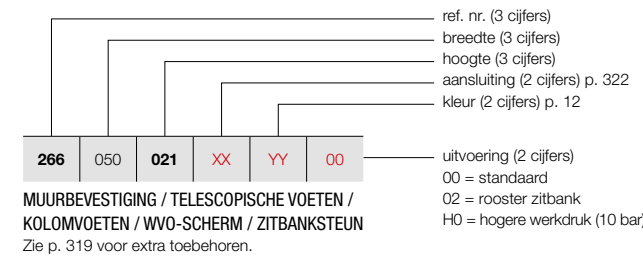 ref. nr. (3 cijfers)
breedte (3 cijfers)
hoogte (3 cijfers)
aansluiting (2 cijfers) p. 322
kleur (2 cijfers) p. 12
266 050 021 XX YY 00
uitvoering (2 cijfers)
00 = standaard
02 = rooster zitbank
H0 = hogere werkdruk (10 bar)
MUURBEVESTIGING / TELESCOPISCHE VOETEN /
KOLOMVOETEN / WVO-SCHERM / ZITBANKSTEUN
Zie p. 319 voor extra toebehoren.